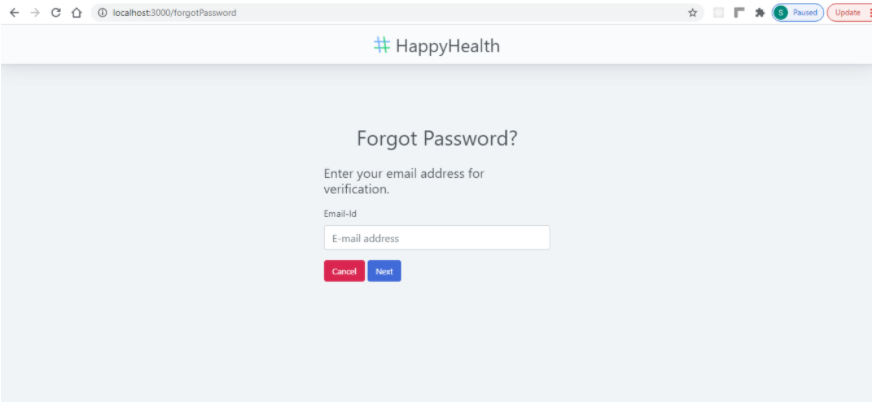 localhost:3000/forgotPassword
S Paused Update
# HappyHealth
Forgot Password?
Enter your email address for
verification.
Email-Id
E-mail address
Cancel Next